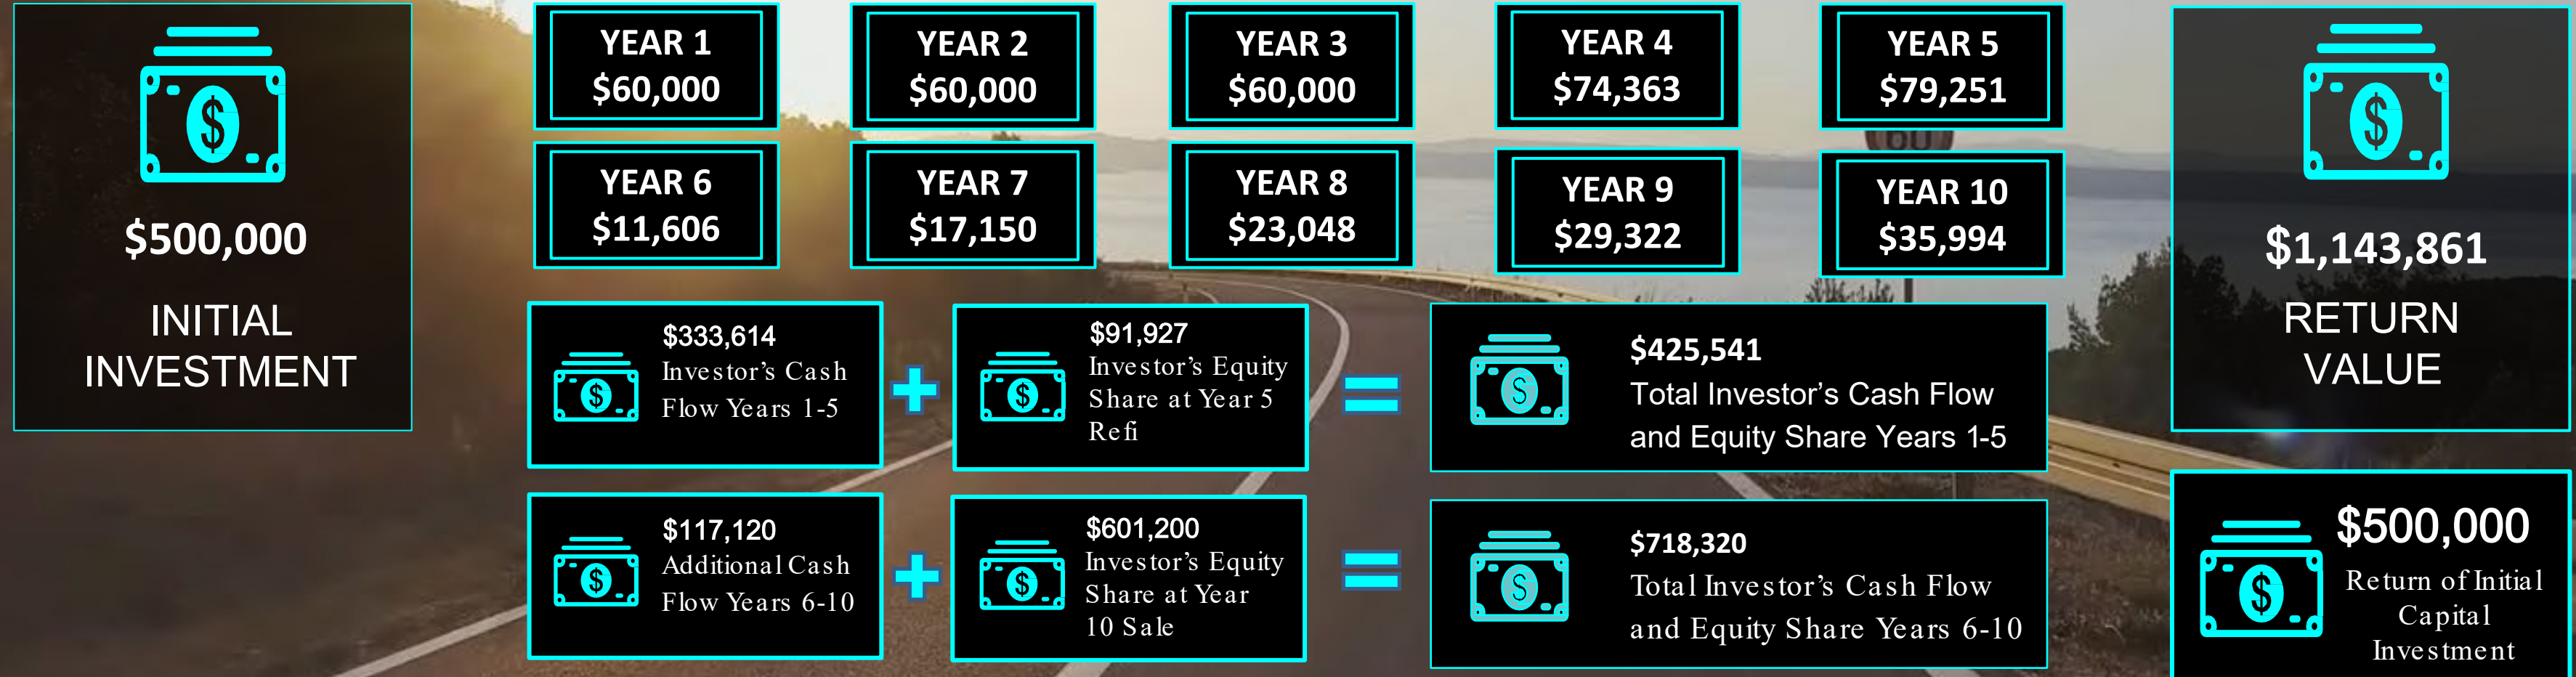 $500,000
INITIAL
INVESTMENT
YEAR 1
$60,000
YEAR 2
$60,000
YEAR 3
$60,000
YEAR 4
$74,363
YEAR 5
$79,251
YEAR 6
$11,606
YEAR 7
$17,150
YEAR 8
$23,048
YEAR 9
$29,322
YEAR 10
$35,994
$333,614
Investor’s Cash
Flow Years 1-5
$91,927
Investor’s Equity
Share at Year 5
Refi
$425,541
Total Investor’s Cash Flow
and Equity Share Years 1-5
$117,120
Additional Cash
Flow Years 6-10
$601,200
Investor’s Equity
Share at Year
10 Sale
$718,320
Total Investor’s Cash Flow
and Equity Share Years 6-10
$1,143,861
RETURN
VALUE
$500,000
Return of Initial
Capital
Investment